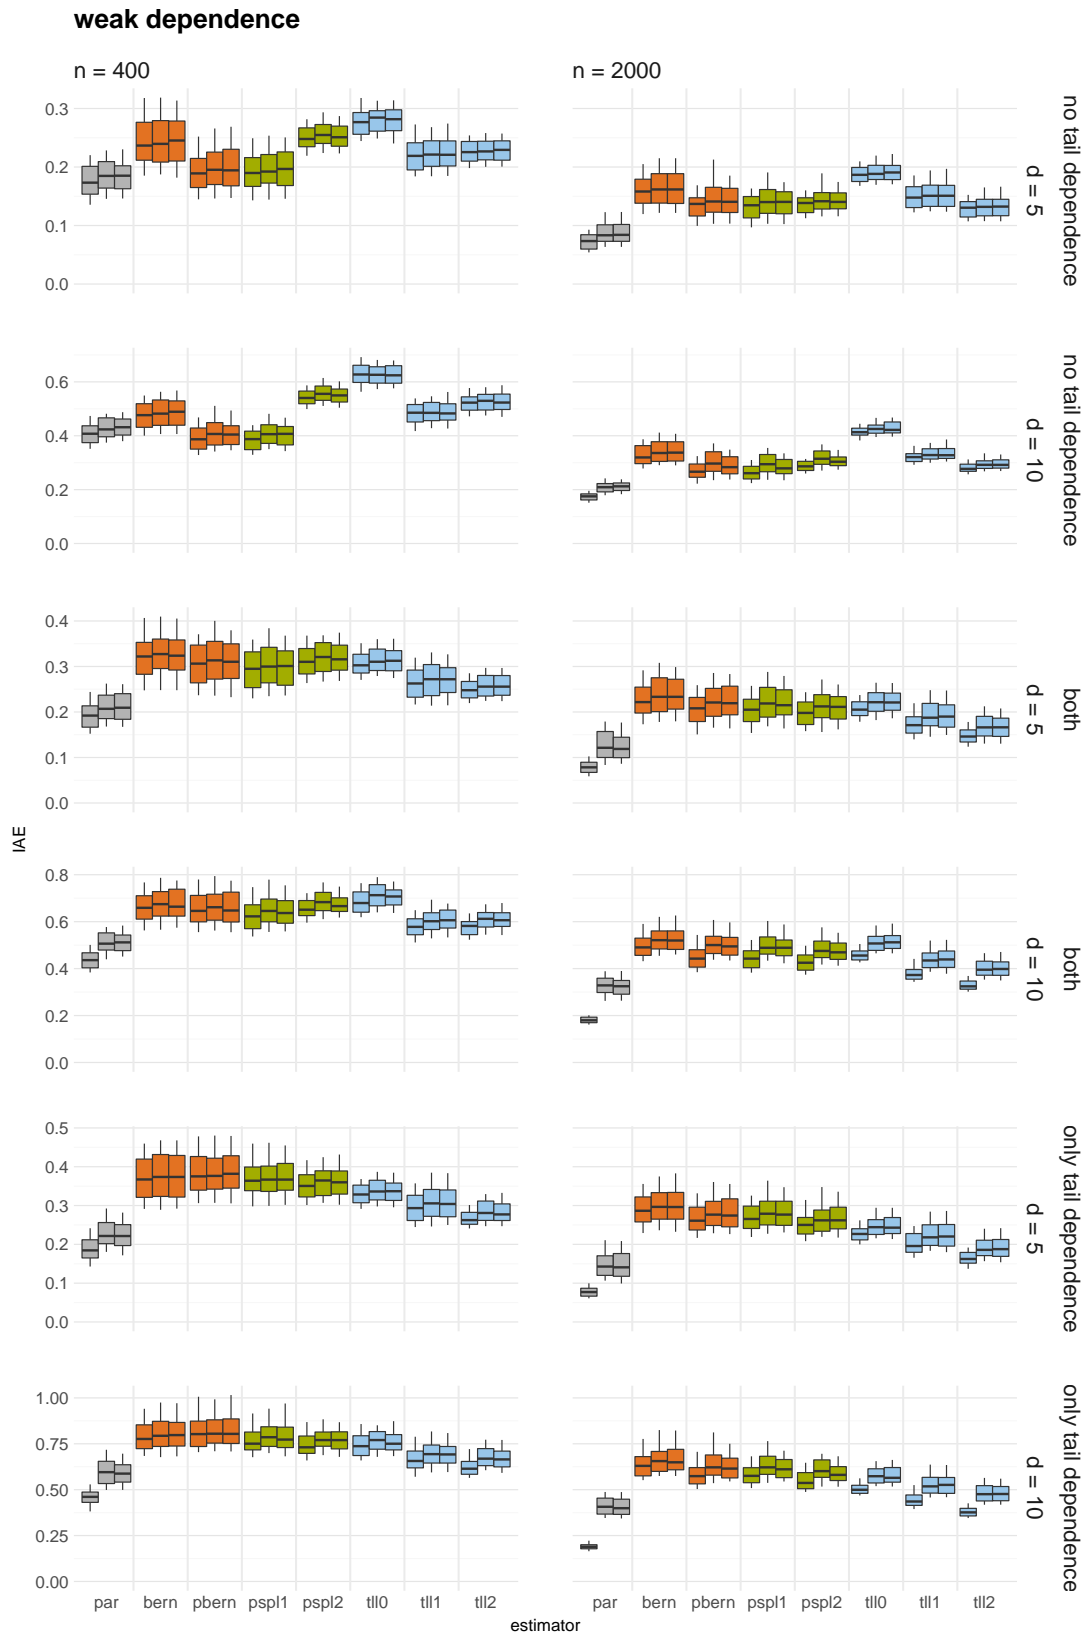 weak dependence
n = 400
n = 2000
0.3
0.2
0.1
0.0
no tail dependence
d = 5
0.6
0.4
0.2
0.0
no tail dependence
d = 10
0.4
0.3
0.2
0.1
0.0
both
d = 5
IAE
0.8
0.6
0.4
0.2
0.0
both
d = 10
0.5
0.4
0.3
0.2
0.1
0.0
only tail dependence
d = 5
1.00
0.75
0.50
0.25
0.00
only tail dependence
d = 10
par bern pbern pspl1 pspl2 tll0 tll1 tll2
par bern pbern pspl1 pspl2 tll0 tll1 tll2
estimator